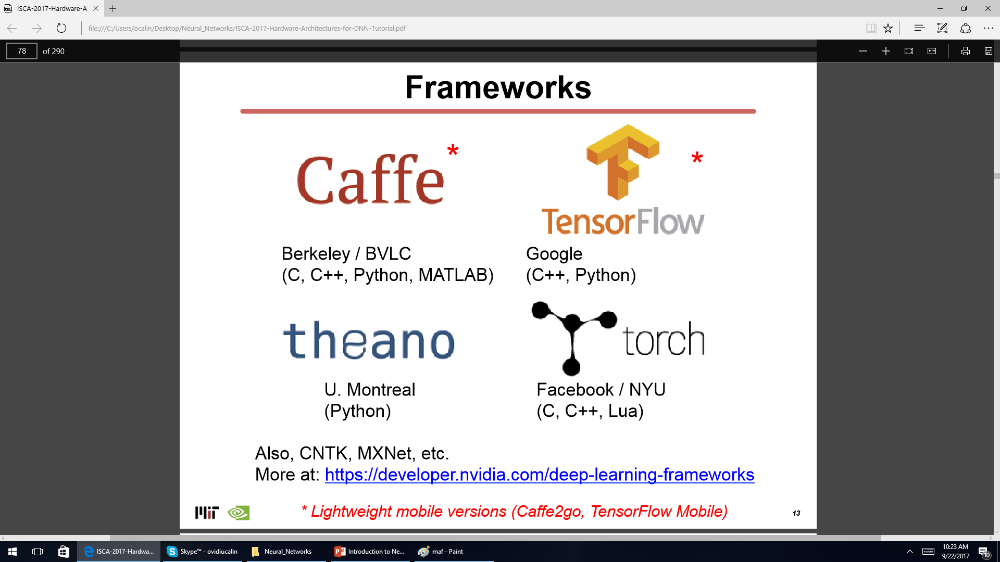 ISCA-2017-Hardware-A
file:///C:/Users/ocalin/Desktop/Neural_Networks/ISCA-2017-Hardware-Architectures-for-DNN-Tutorial.pdf
78 of 290
Frameworks
Caffe *
TensorFlow *
Berkeley / BVLC
(C, C++, Python, MATLAB)
Google
(C++, Python)
theano
torch
U. Montreal
(Python)
Facebook / NYU
(C, C++, Lua)
Also, CNTK, MXNet, etc.
More at: https://developer.nvidia.com/deep-learning-frameworks
MIT
* Lightweight mobile versions (Caffe2go, TensorFlow Mobile)
13
ISCA-2017-Hardwa...
Skype™ - ovidiucalin
Neural_Networks
Introduction to Ne...
maf - Paint
10:23 AM
9/22/2017
10